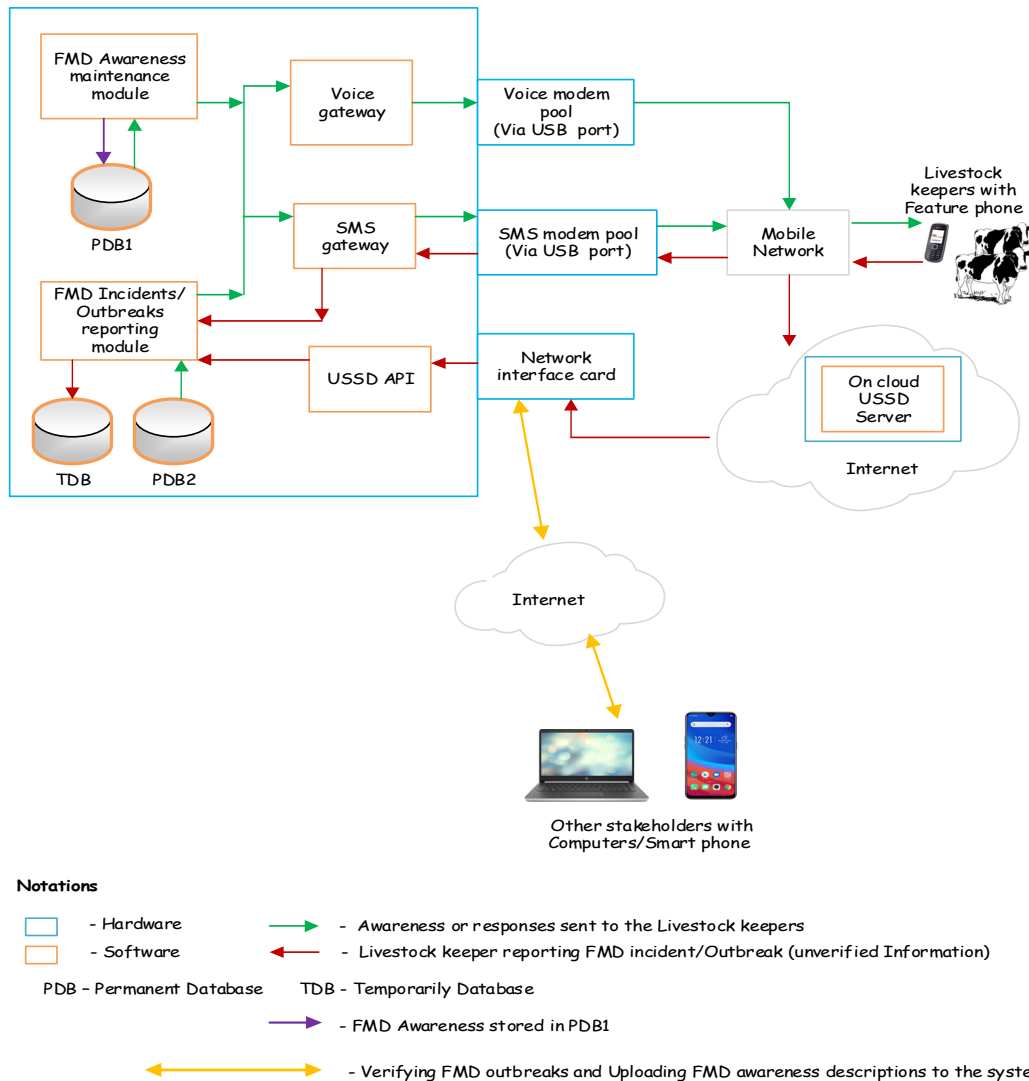 FMD Awareness
maintenance
module
Voice
gateway
Voice modem
pool
(Via USB port)
PDB1
SMS
gateway
SMS modem pool
(Via USB port)
Mobile
Network
Livestock
keepers with
Feature phone
FMD Incidents/
Outbreaks
reporting
module
USSD API
Network
interface card
On cloud
USSD
Server
Internet
TDB
PDB2
Internet
12:21
Other stakeholders with
Computers/Smart phone
Notations
- Hardware
- Awareness or responses sent to the Livestock keepers
- Software
- Livestock keeper reporting FMD incident/Outbreak (unverified Information)
PDB – Permanent Database
TDB - Temporarily Database
- FMD Awareness stored in PDB1
- Verifying FMD outbreaks and Uploading FMD awareness descriptions to the syste